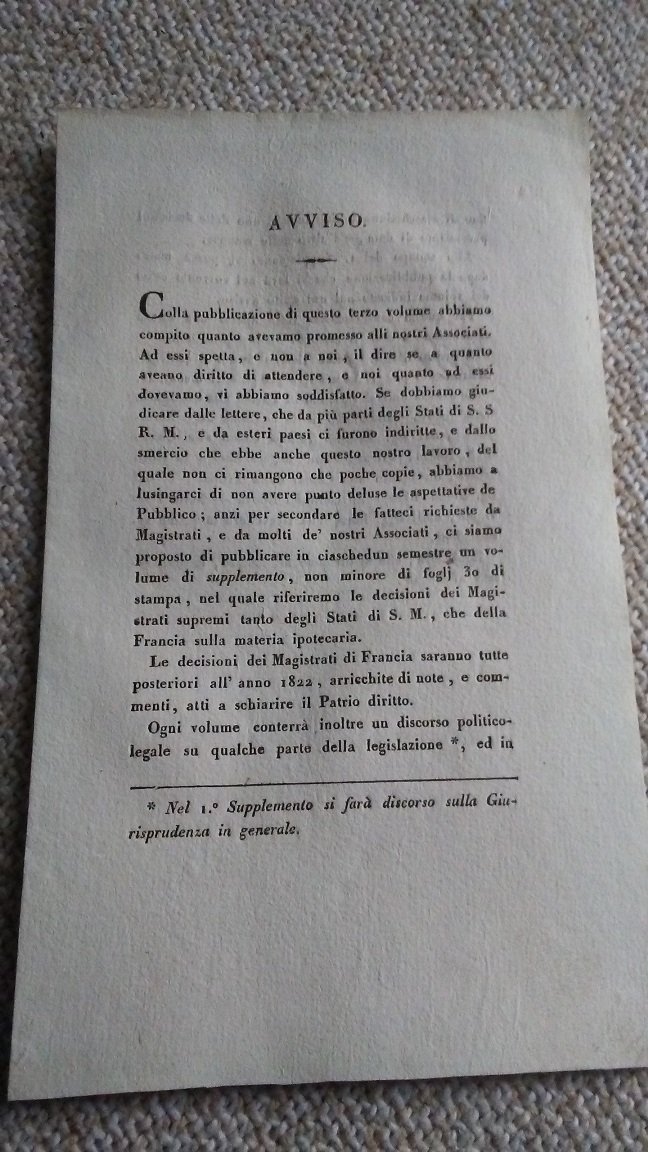 AVVISO.
Colla pubblicazione di questo terzo volume abbiamo
compito quanto avevamo promesso alli nostri Associati.
Ad essi spetta, e non a noi, il dire se a quanto
aveano diritto di attendere, e noi quanto ad essi
dovevamo, vi abbiamo soddisfatto. Se dobbiamo giu-
dicare dalle lettere, che da più parti degli Stati di S. S
R. M., e da esteri paesi ci furono indiritte, e dallo
smercio che ebbe anche questo nostro lavoro, del
quale non ci rimangono che poche copie, abbiamo a
lusingarci di non avere punto deluse le aspettative de
Pubblico; anzi per secondare le fatteci richieste da
Magistrati, e da molti de' nostri Associati, ci siamo
proposto di pubblicare in ciaschedun semestre un vo-
lume di supplemento, non minore di foglj 30 di
stampa, nel quale riferiremo le decisioni dei Magi-
strati supremi tanto degli Stati di S. M., che della
Francia sulla materia ipotecaria.
Le decisioni dei Magistrati di Francia saranno tutte
posteriori all' anno 1822, arricchite di note, e com-
menti, atti a schiarire il Patrio diritto.
Ogni volume conterrà inoltre un discorso politico-
legale su qualche parte della legislazione *, ed in
* Nel 1.º Supplemento si farà discorso sulla Giu-
risprudenza in generale.